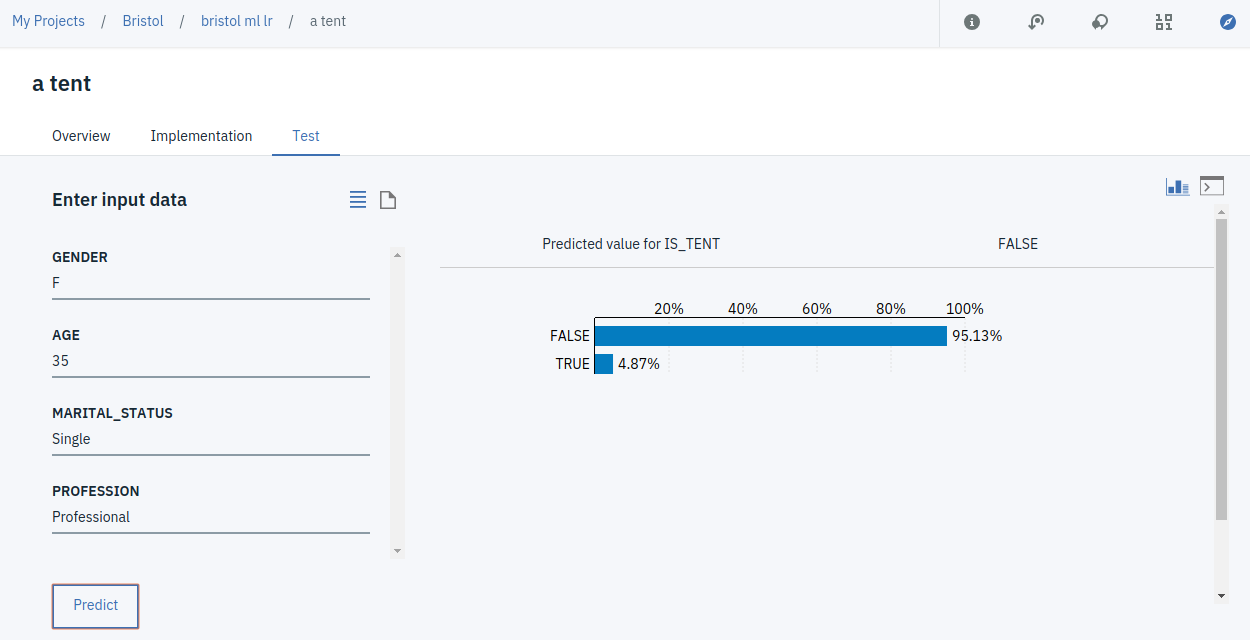 My Projects / Bristol / bristol ml lr / a tent
a tent
Overview Implementation Test
Enter input data
GENDER
F
AGE
35
MARITAL_STATUS
Single
PROFESSION
Professional
Predict
Predicted value for IS_TENT FALSE
20% 40% 60% 80% 100%
FALSE 95.13%
TRUE 4.87%